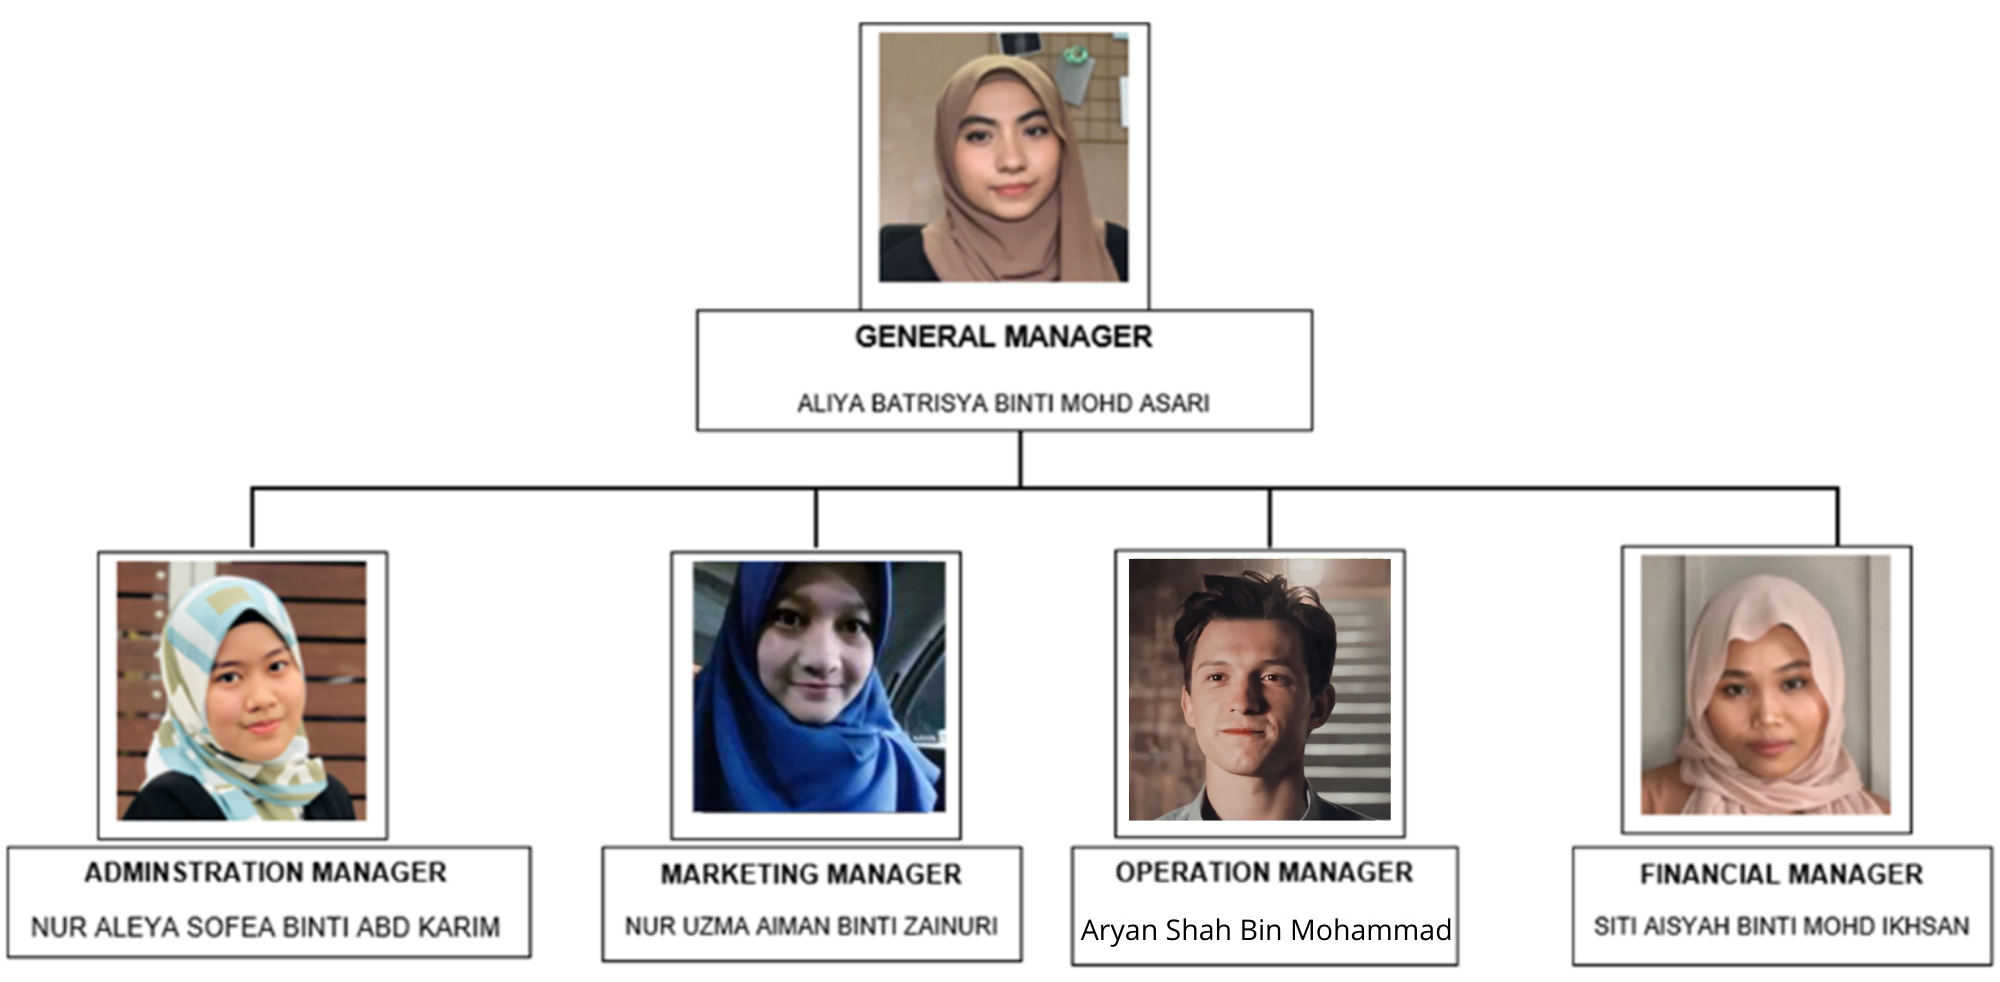 GENERAL MANAGER
ALIYA BATRISYA BINTI MOHD ASARI
ADMINSTRATION MANAGER
NUR ALEYA SOFEA BINTI ABD KARIM
MARKETING MANAGER
NUR UZMA AIMAN BINTI ZAINURI
OPERATION MANAGER
Aryan Shah Bin Mohammad
FINANCIAL MANAGER
SITI AISYAH BINTI MOHD IKHSAN